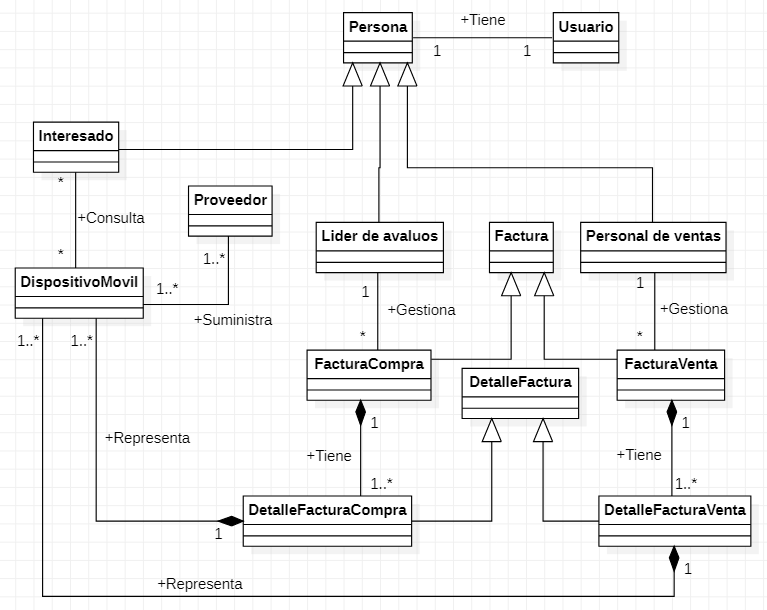 Persona
+Tiene
1
1
Usuario
Interesado
*
+Consulta
*
Proveedor
1..*
1..*
+Suministra
DispositivoMovil
1..*
1..*
Lider de avaluos
1
+Gestiona
*
Factura
Personal de ventas
1
+Gestiona
*
FacturaCompra
1
+Tiene
1..*
DetalleFactura
FacturaVenta
1
+Tiene
1..*
+Representa
DetalleFacturaCompra
1
DetalleFacturaVenta
1
+Representa